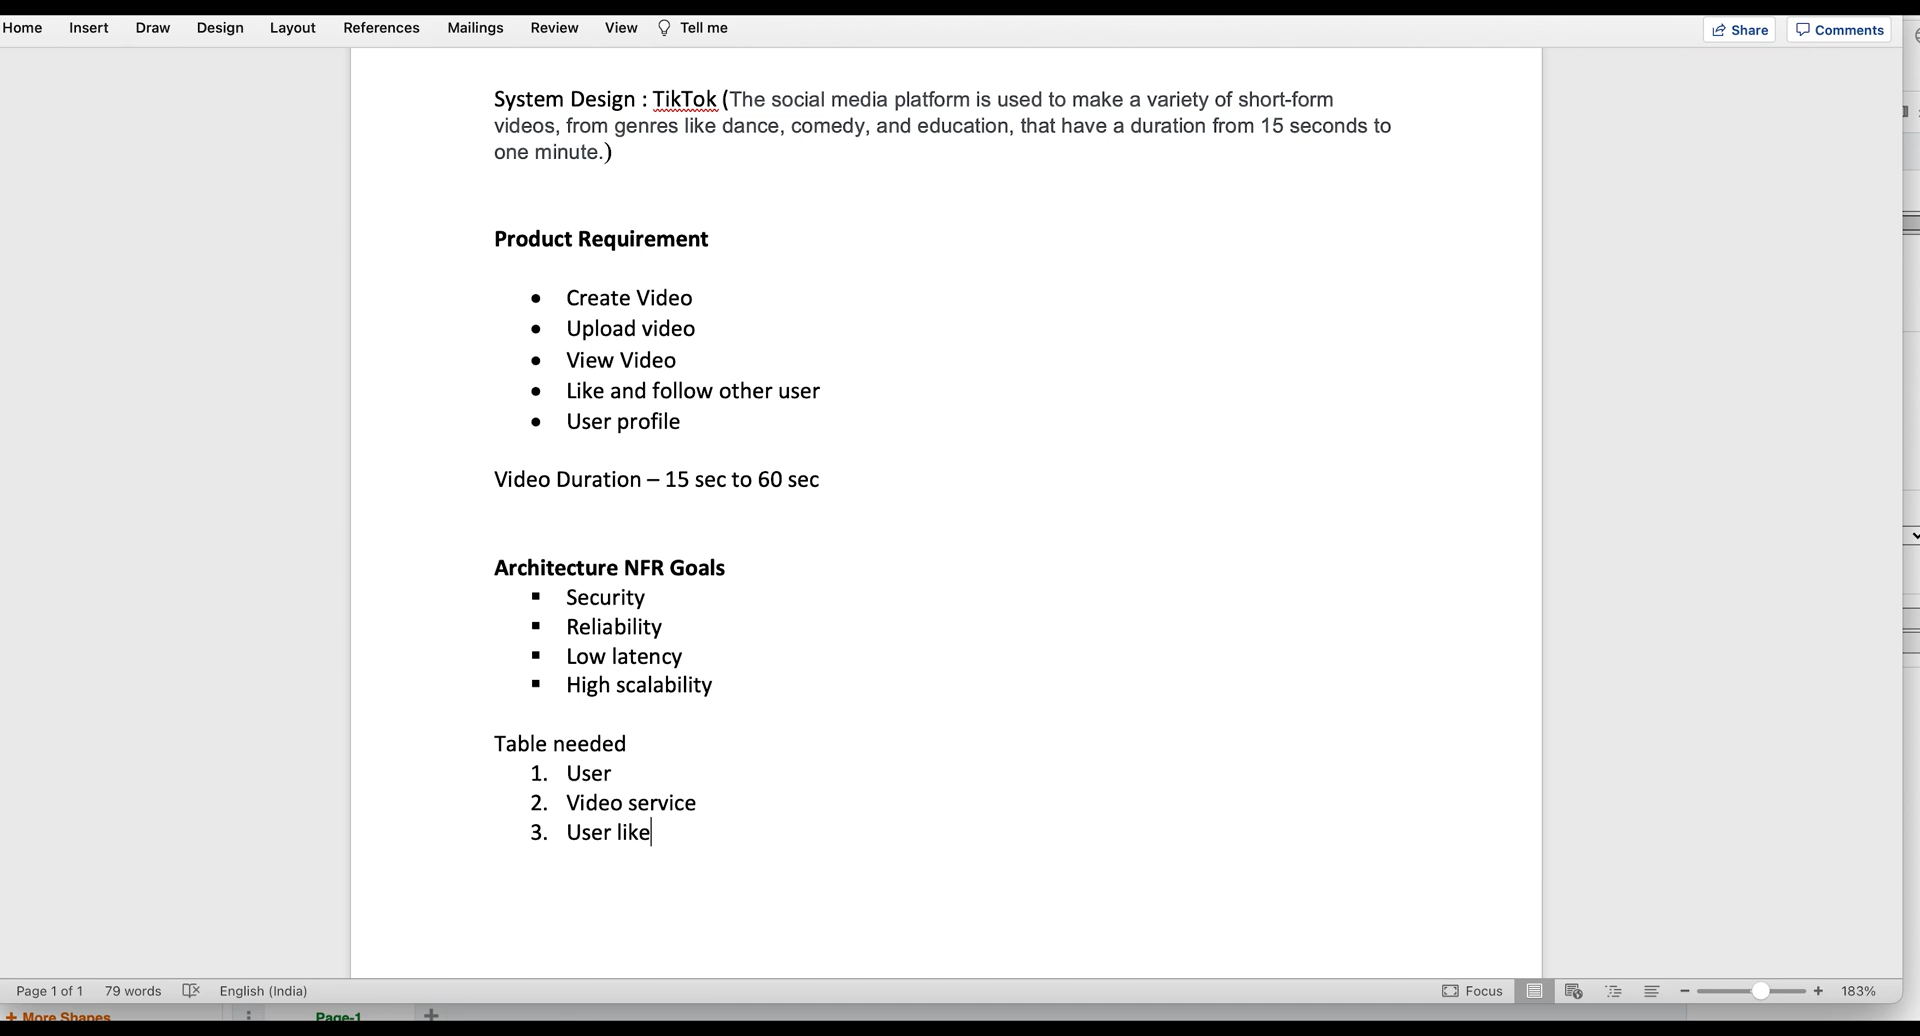 Home Insert Draw Design Layout References Mailings Review View Tell me Share Comments
System Design : TikTok (The social media platform is used to make a variety of short-form
videos, from genres like dance, comedy, and education, that have a duration from 15 seconds to
one minute.)
Product Requirement
• Create Video
• Upload video
• View Video
• Like and follow other user
• User profile
Video Duration – 15 sec to 60 sec
Architecture NFR Goals
▪ Security
▪ Reliability
▪ Low latency
▪ High scalability
Table needed
1. User
2. Video service
3. User like
Page 1 of 1 79 words English (India) Focus 183%
+ More Shapes Page-1